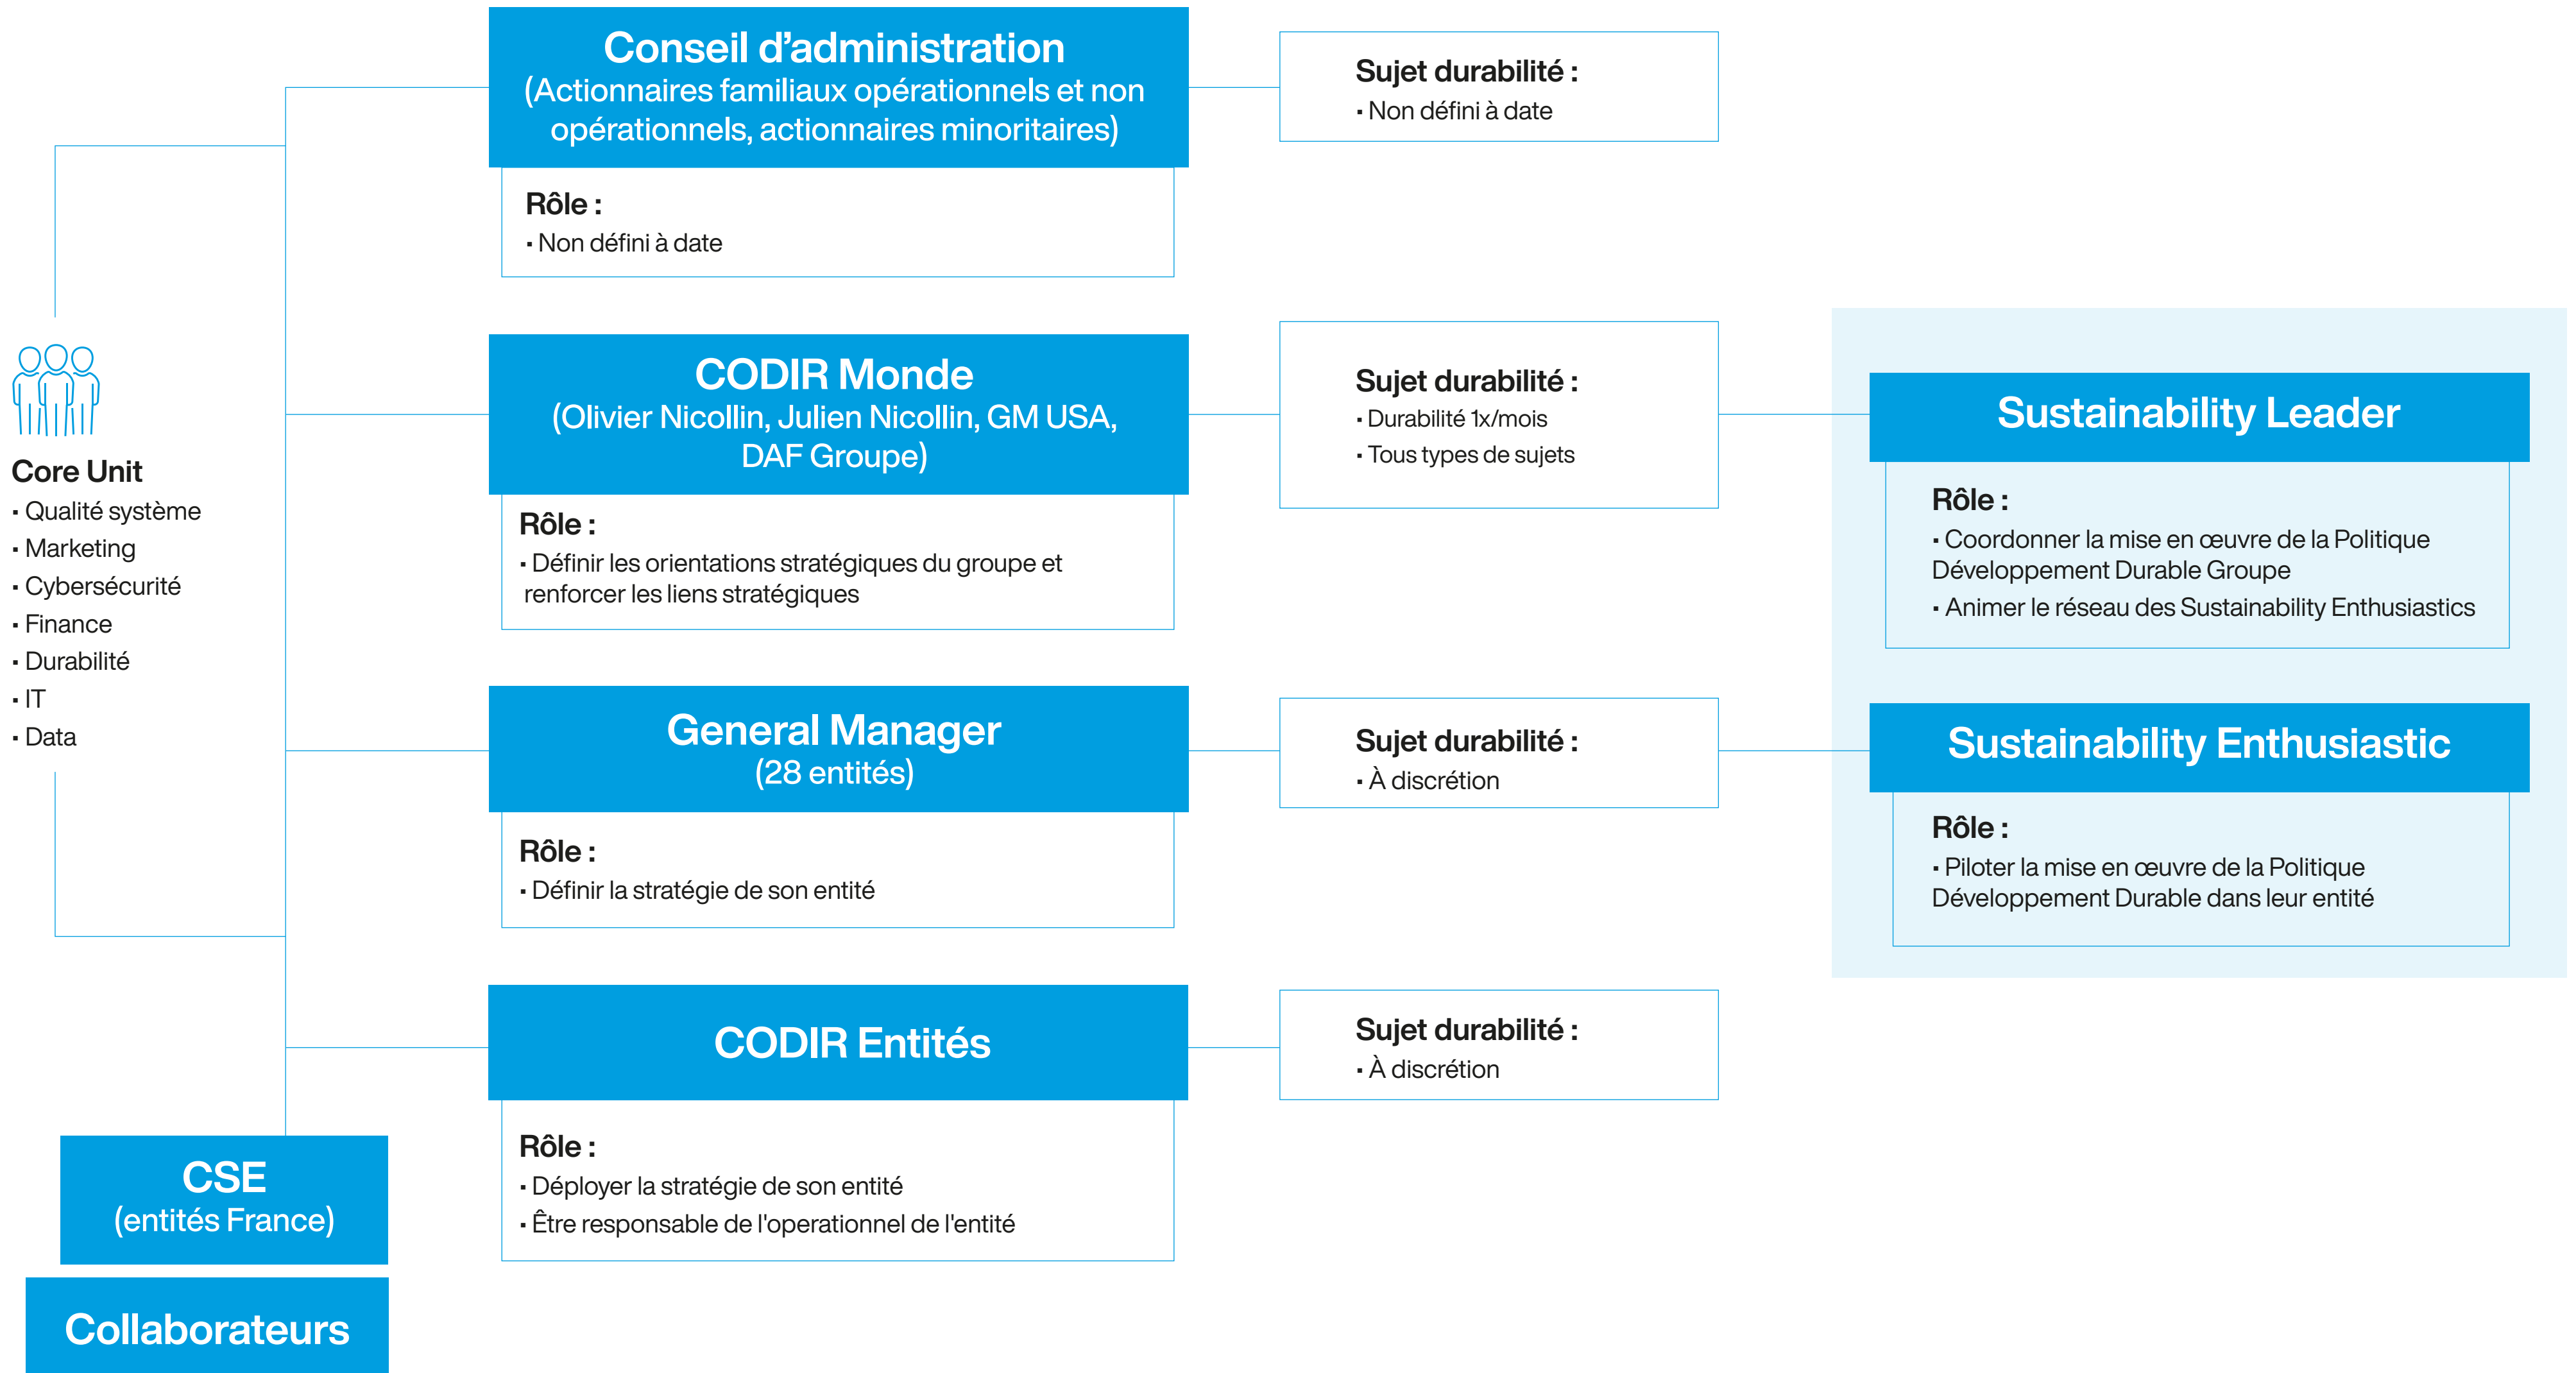 Conseil d’administration
(Actionnaires familiaux opérationnels et non
opérationnels, actionnaires minoritaires)
Rôle :
▪ Non défini à date
Sujet durabilité :
▪ Non défini à date
Core Unit
▪ Qualité système
▪ Marketing
▪ Cybersécurité
▪ Finance
▪ Durabilité
▪ IT
▪ Data
CODIR Monde
(Olivier Nicollin, Julien Nicollin, GM USA,
DAF Groupe)
Rôle :
▪ Définir les orientations stratégiques du groupe et
renforcer les liens stratégiques
Sujet durabilité :
▪ Durabilité 1x/mois
▪ Tous types de sujets
Sustainability Leader
Rôle :
▪ Coordonner la mise en œuvre de la Politique
Développement Durable Groupe
▪ Animer le réseau des Sustainability Enthusiastics
General Manager
(28 entités)
Rôle :
▪ Définir la stratégie de son entité
Sujet durabilité :
▪ À discrétion
Sustainability Enthusiastic
Rôle :
▪ Piloter la mise en œuvre de la Politique
Développement Durable dans leur entité
CODIR Entités
Rôle :
▪ Déployer la stratégie de son entité
▪ Être responsable de l'operationnel de l'entité
Sujet durabilité :
▪ À discrétion
CSE
(entités France)
Collaborateurs